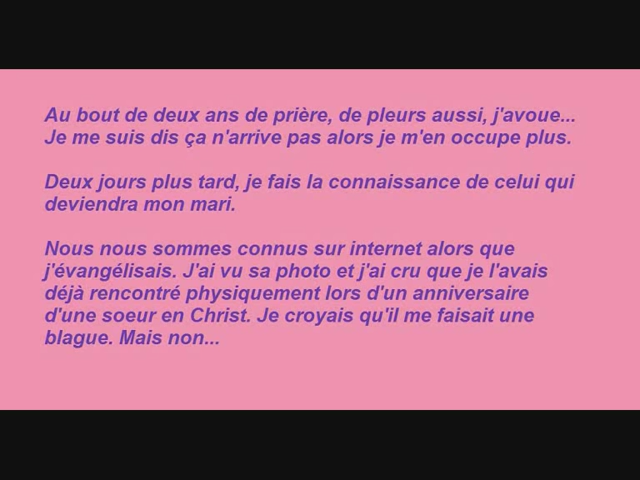 Au bout de deux ans de prière, de pleurs aussi, j'avoue...
Je me suis dis ça n'arrive pas alors je m'en occupe plus.
Deux jours plus tard, je fais la connaissance de celui qui
deviendra mon mari.
Nous nous sommes connus sur internet alors que
j'évangélisais. J'ai vu sa photo et j'ai cru que je l'avais
déjà rencontré physiquement lors d'un anniversaire
d'une soeur en Christ. Je croyais qu'il me faisait une
blague. Mais non...